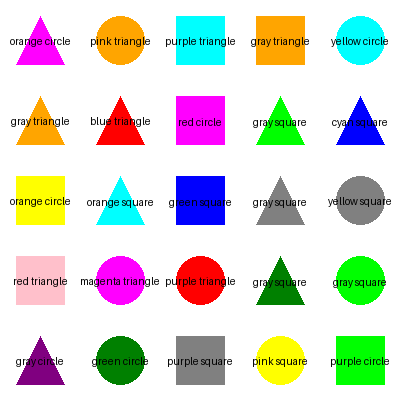 orange circle pink triangle purple triangle gray triangle yellow circle
gray triangle blue triangle red circle gray square cyan square
orange circle orange square green square gray square yellow square
red triangle magenta triangle purple triangle gray square gray square
gray circle green circle purple square pink square purple circle